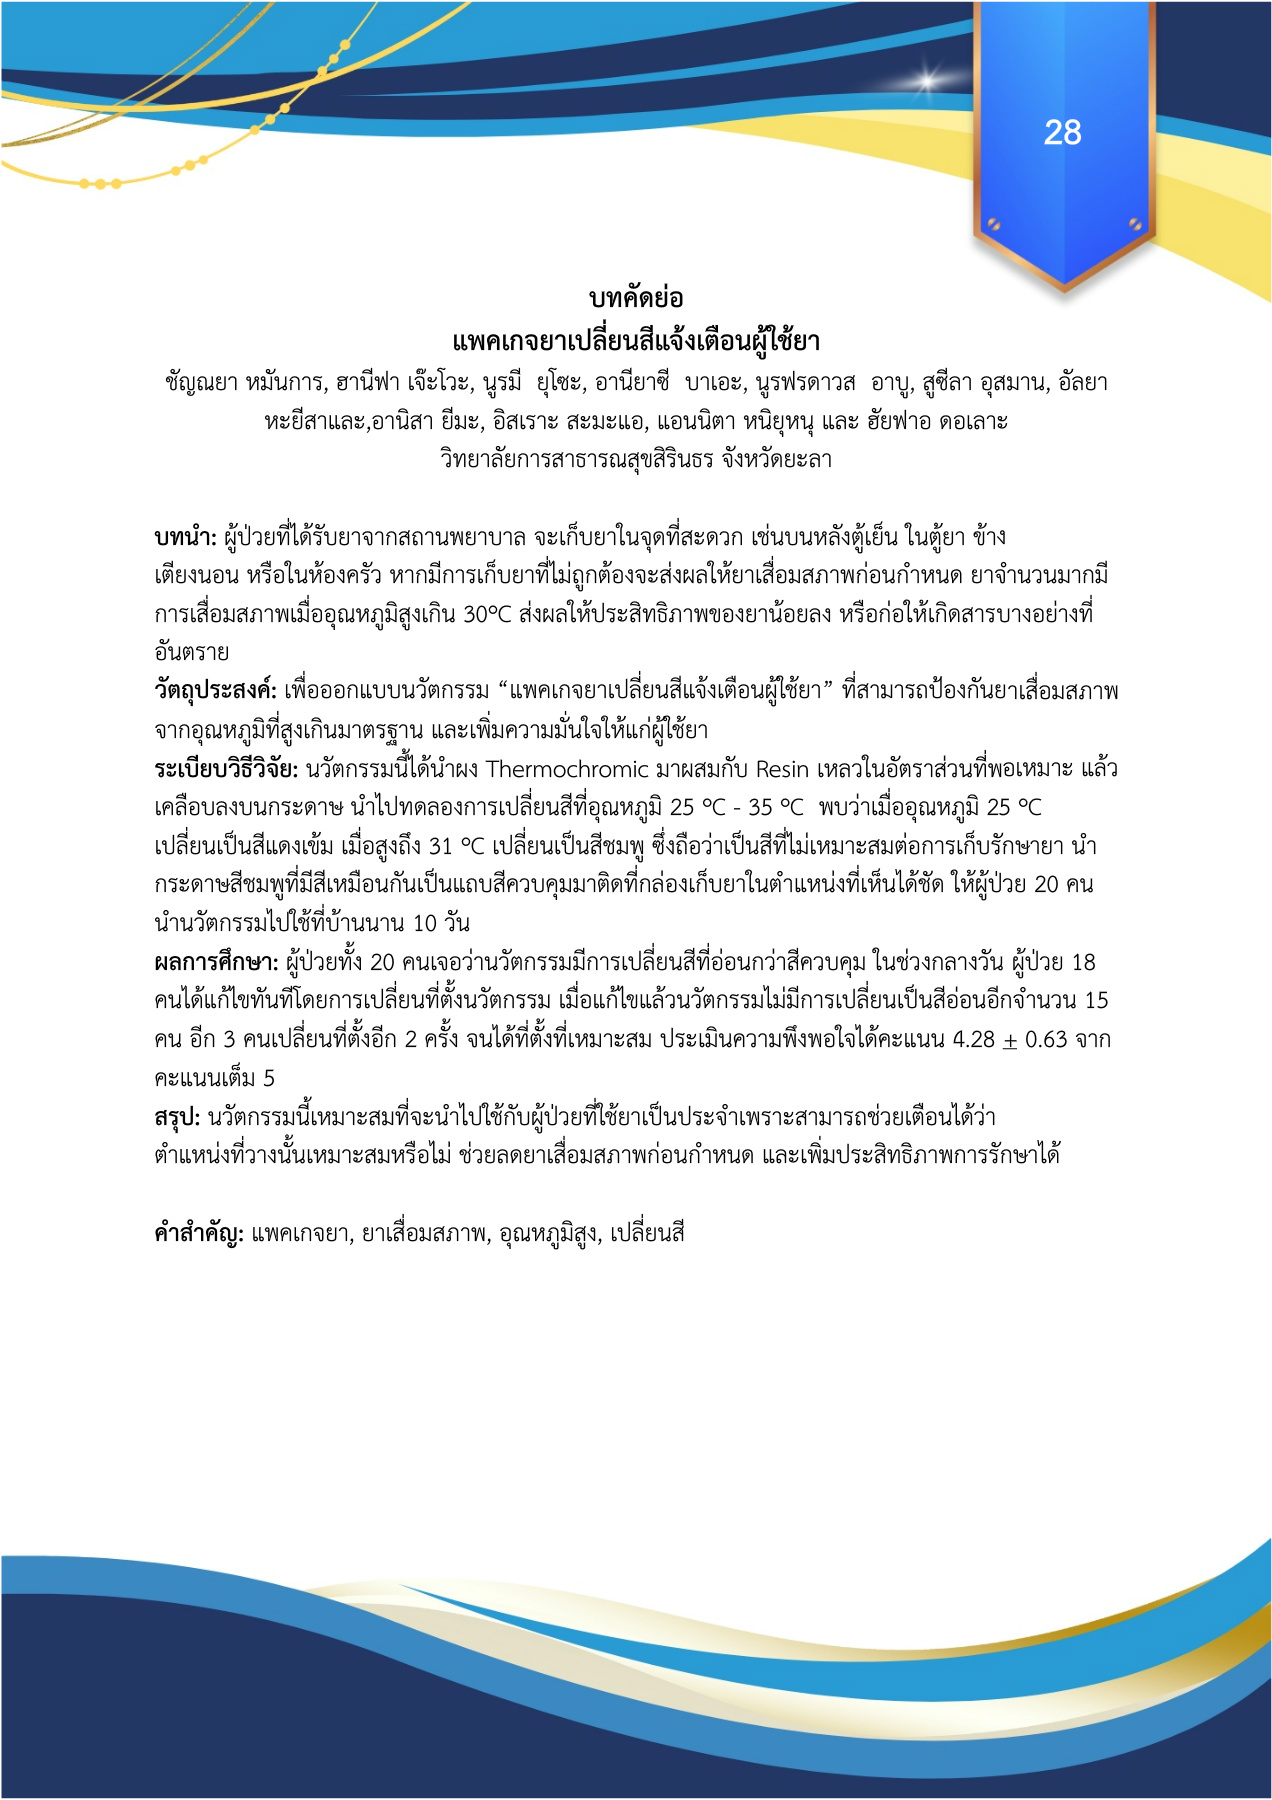 28
บทคัดย่อ
แพคเกจยาเปลี่ยนสีแจ้งเตือนผู้ใช้ยา
ชัญณยา หมันการ, ฮานีฟา เจ๊ะโวะ, นูรมี  ยุโซะ, อานียาซี  บาเอะ, นูรฟรดาวส  อาบู, สูซีลา อุสมาน, อัลยา
หะยีสาและ,อานิสา ยีมะ, อิสเราะ สะมะแอ, แอนนิตา หนิยุหนุ และ ฮัยฟาอ ดอเลาะ
วิทยาลัยการสาธารณสุขสิรินธร จังหวัดยะลา
บทนำ: ผู้ป่วยที่ได้รับยาจากสถานพยาบาล จะเก็บยาในจุดที่สะดวก เช่นบนหลังตู้เย็น ในตู้ยา ข้าง
เตียงนอน หรือในห้องครัว หากมีการเก็บยาที่ไม่ถูกต้องจะส่งผลให้ยาเสื่อมสภาพก่อนกำหนด ยาจำนวนมากมี
การเสื่อมสภาพเมื่ออุณหภูมิสูงเกิน 30°C ส่งผลให้ประสิทธิภาพของยาน้อยลง หรือก่อให้เกิดสารบางอย่างที่
อันตราย
วัตถุประสงค์: เพื่อออกแบบนวัตกรรม “แพคเกจยาเปลี่ยนสีแจ้งเตือนผู้ใช้ยา” ที่สามารถป้องกันยาเสื่อมสภาพ
จากอุณหภูมิที่สูงเกินมาตรฐาน และเพิ่มความมั่นใจให้แก่ผู้ใช้ยา
ระเบียบวิธีวิจัย: นวัตกรรมนี้ได้นำผง Thermochromic มาผสมกับ Resin เหลวในอัตราส่วนที่พอเหมาะ แล้ว
เคลือบลงบนกระดาษ นำไปทดลองการเปลี่ยนสีที่อุณหภูมิ 25 °C - 35 °C  พบว่าเมื่ออุณหภูมิ 25 °C
เปลี่ยนเป็นสีแดงเข้ม เมื่อสูงถึง 31 °C เปลี่ยนเป็นสีชมพู ซึ่งถือว่าเป็นสีที่ไม่เหมาะสมต่อการเก็บรักษายา นำ
กระดาษสีชมพูที่มีสีเหมือนกันเป็นแถบสีควบคุมมาติดที่กล่องเก็บยาในตำแหน่งที่เห็นได้ชัด ให้ผู้ป่วย 20 คน
นำนวัตกรรมไปใช้ที่บ้านนาน 10 วัน
ผลการศึกษา: ผู้ป่วยทั้ง 20 คนเจอว่านวัตกรรมมีการเปลี่ยนสีที่อ่อนกว่าสีควบคุม ในช่วงกลางวัน ผู้ป่วย 18
คนได้แก้ไขทันทีโดยการเปลี่ยนที่ตั้งนวัตกรรม เมื่อแก้ไขแล้วนวัตกรรมไม่มีการเปลี่ยนเป็นสีอ่อนอีกจำนวน 15
คน อีก 3 คนเปลี่ยนที่ตั้งอีก 2 ครั้ง จนได้ที่ตั้งที่เหมาะสม ประเมินความพึงพอใจได้คะแนน 4.28 ± 0.63 จาก
คะแนนเต็ม 5
สรุป: นวัตกรรมนี้เหมาะสมที่จะนำไปใช้กับผู้ป่วยที่ใช้ยาเป็นประจำเพราะสามารถช่วยเตือนได้ว่า
ตำแหน่งที่วางนั้นเหมาะสมหรือไม่ ช่วยลดยาเสื่อมสภาพก่อนกำหนด และเพิ่มประสิทธิภาพการรักษาได้
คำสำคัญ: แพคเกจยา, ยาเสื่อมสภาพ, อุณหภูมิสูง, เปลี่ยนสี